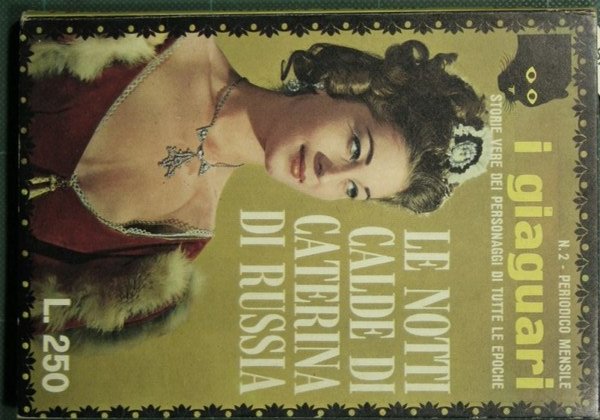 N. 2 - PERIODICO MENSILE
i giaguari
STORIE VERE DEI PERSONAGGI DI TUTTE LE EPOCHE
LE NOTTI
CALDE DI
CATERINA
DI RUSSIA
L. 250